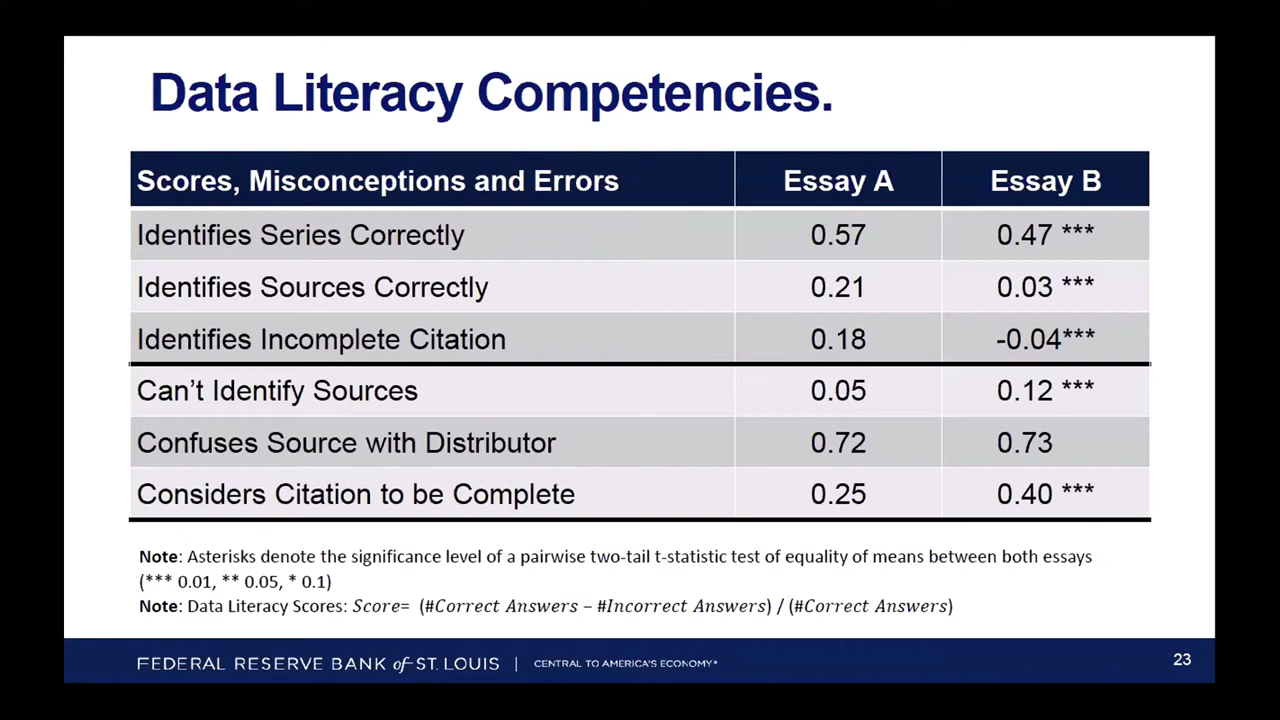 Data Literacy Competencies.
Scores, Misconceptions and Errors Essay A Essay B
Identifies Series Correctly 0.57 0.47 ***
Identifies Sources Correctly 0.21 0.03 ***
Identifies Incomplete Citation 0.18 -0.04***
Can’t Identify Sources 0.05 0.12 ***
Confuses Source with Distributor 0.72 0.73
Considers Citation to be Complete 0.25 0.40 ***
Note: Asterisks denote the significance level of a pairwise two-tail t-statistic test of equality of means between both essays
(*** 0.01, ** 0.05, * 0.1)
Note: Data Literacy Scores: Score= (#Correct Answers – #Incorrect Answers) / (#Correct Answers)
FEDERAL RESERVE BANK of ST. LOUIS | CENTRAL TO AMERICA'S ECONOMY® 23